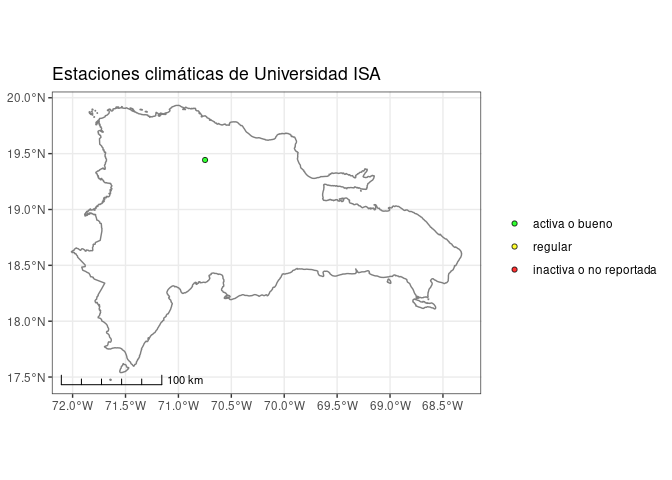 Estaciones climáticas de Universidad ISA
20.0°N
19.5°N
19.0°N
18.5°N
18.0°N
17.5°N
100 km
72.0°W 71.5°W 71.0°W 70.5°W 70.0°W 69.5°W 69.0°W 68.5°W
activa o bueno
regular
inactiva o no reportada